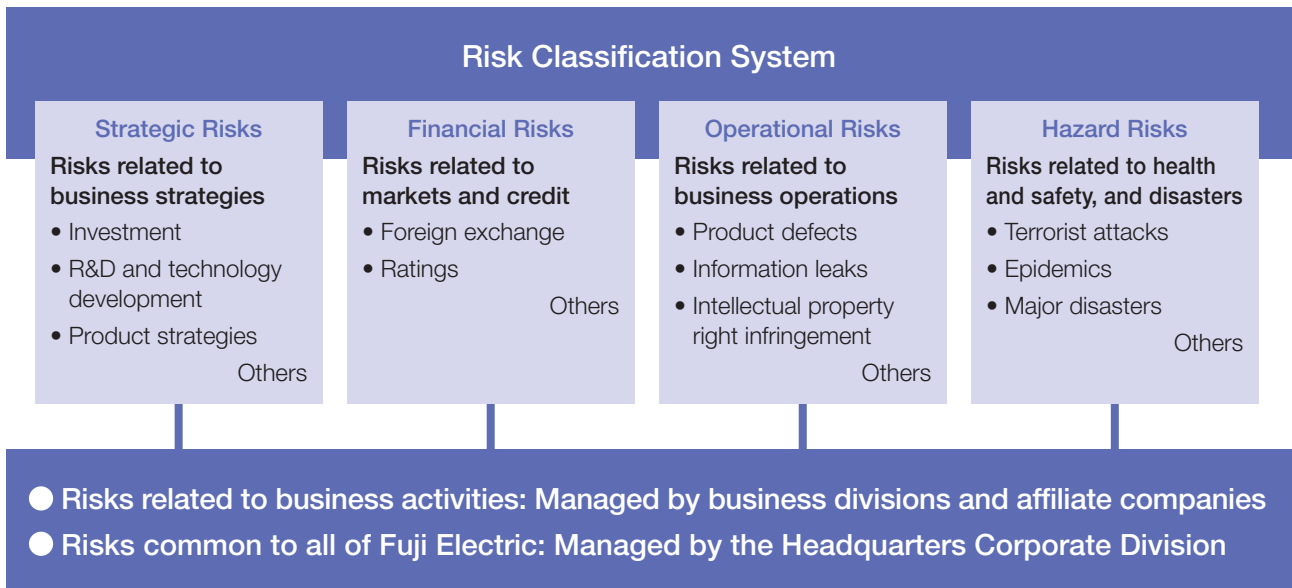 Risk Classification System
Strategic Risks
Risks related to
business strategies
• Investment
• R&D and technology
development
• Product strategies
Others
Financial Risks
Risks related to
markets and credit
• Foreign exchange
• Ratings
Others
Operational Risks
Risks related to
business operations
• Product defects
• Information leaks
• Intellectual property
right infringement
Others
Hazard Risks
Risks related to health
and safety, and disasters
• Terrorist attacks
• Epidemics
• Major disasters
Others
● Risks related to business activities: Managed by business divisions and affiliate companies
● Risks common to all of Fuji Electric: Managed by the Headquarters Corporate Division